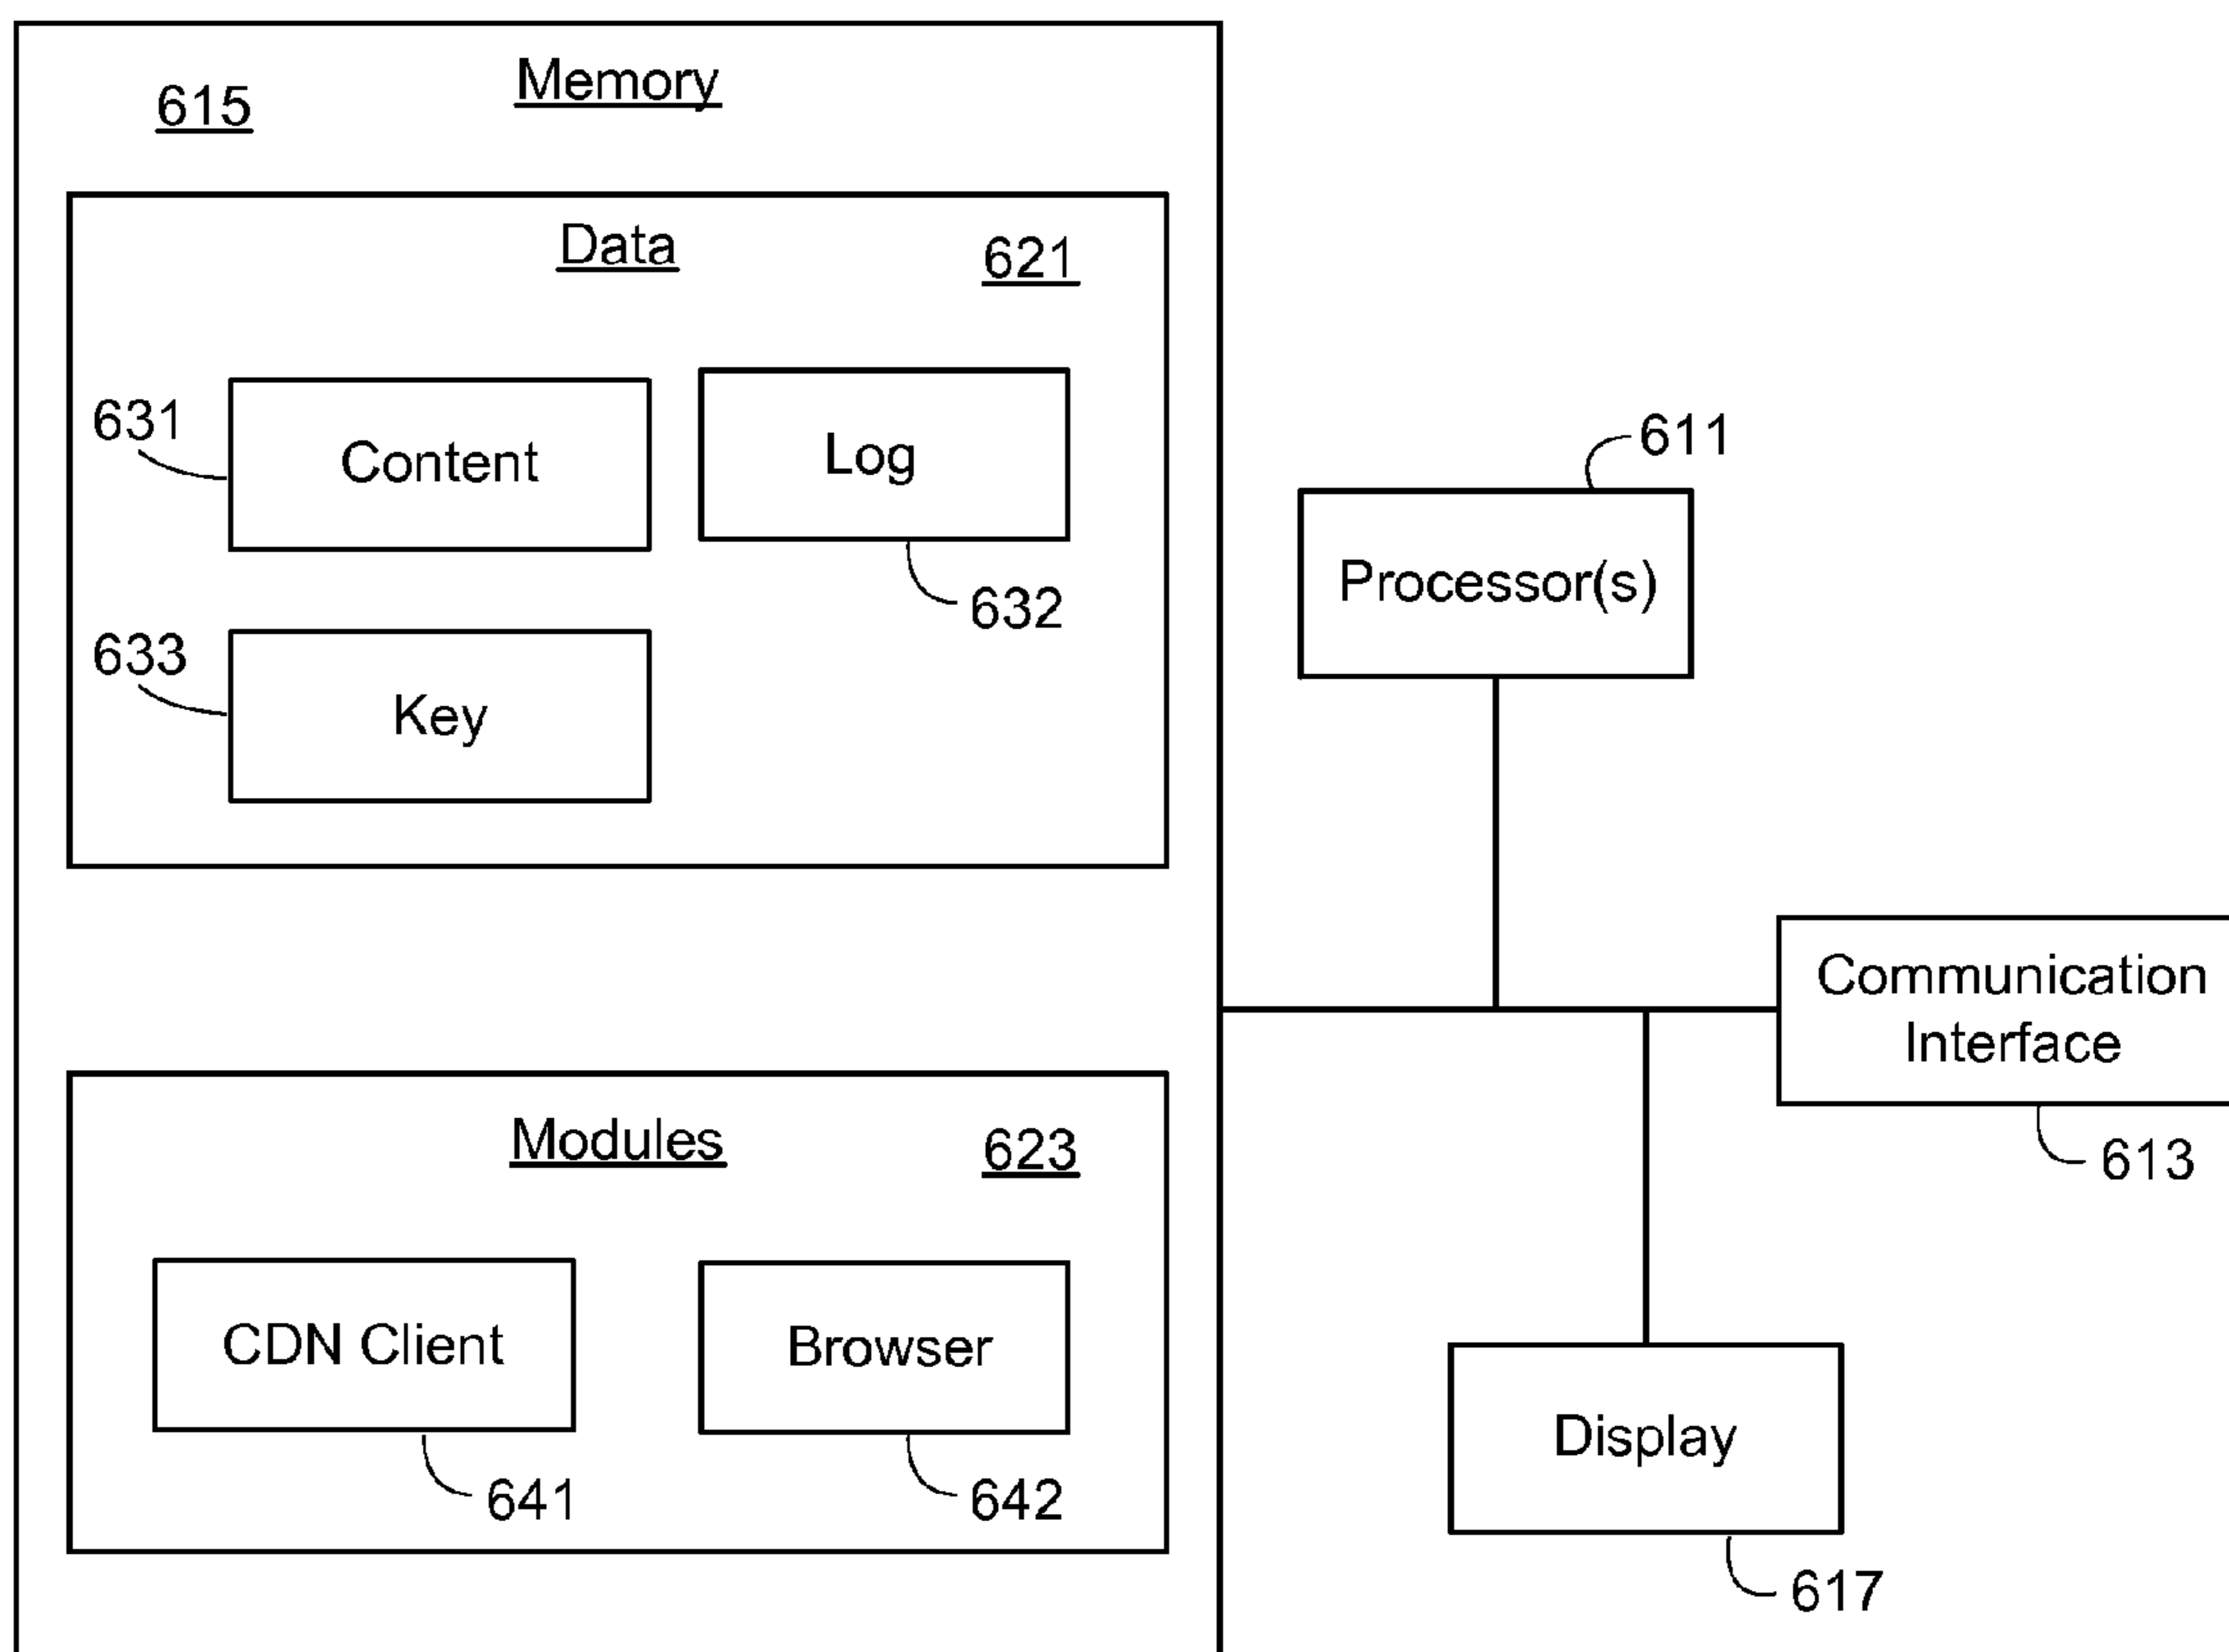 Memory
615
Data
621
631
Content
Log
632
633
Key
Modules
623
CDN Client
641
Browser
642
611
Processor(s)
Communication
Interface
613
Display
617